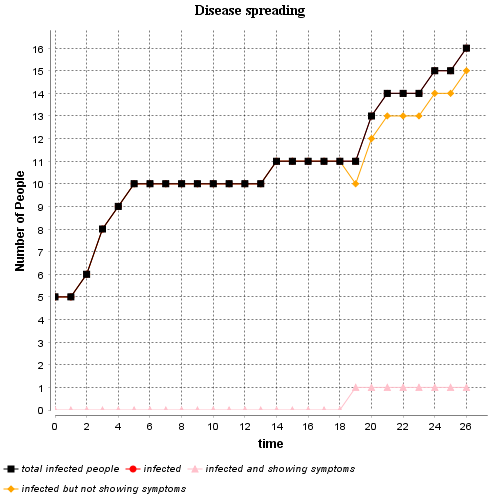 Disease spreading
16
15
14
13
12
11
10
9
8
7
6
5
4
3
2
1
0
Number of People
0 2 4 6 8 10 12 14 16 18 20 22 24 26
time
total infected people infected infected and showing symptoms
infected but not showing symptoms